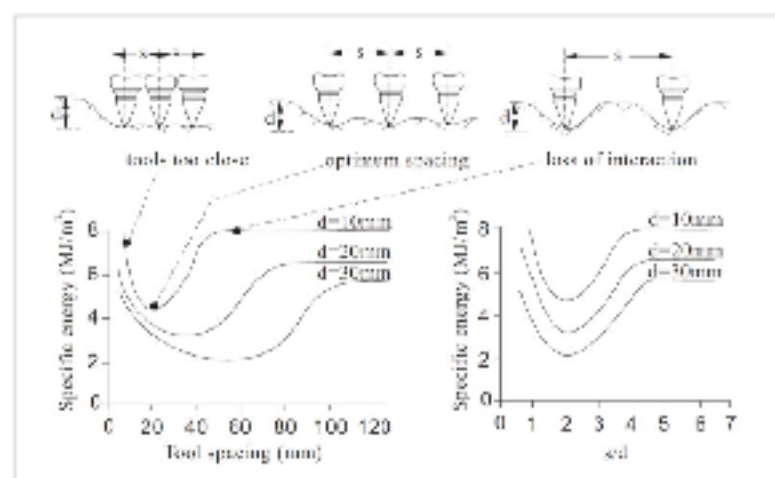 s s
s s
s
d
d
d
tools too close
optimum spacing
loss of interaction
Specific energy (MJ/m³)
8
6
4
2
0
d=10mm
d=20mm
d=30mm
0 20 40 60 80 100 120
Tool spacing (mm)
Specific energy (MJ/m³)
8
6
4
2
0
d=10mm
d=20mm
d=30mm
1 2 3 4 5 6 7
s/d